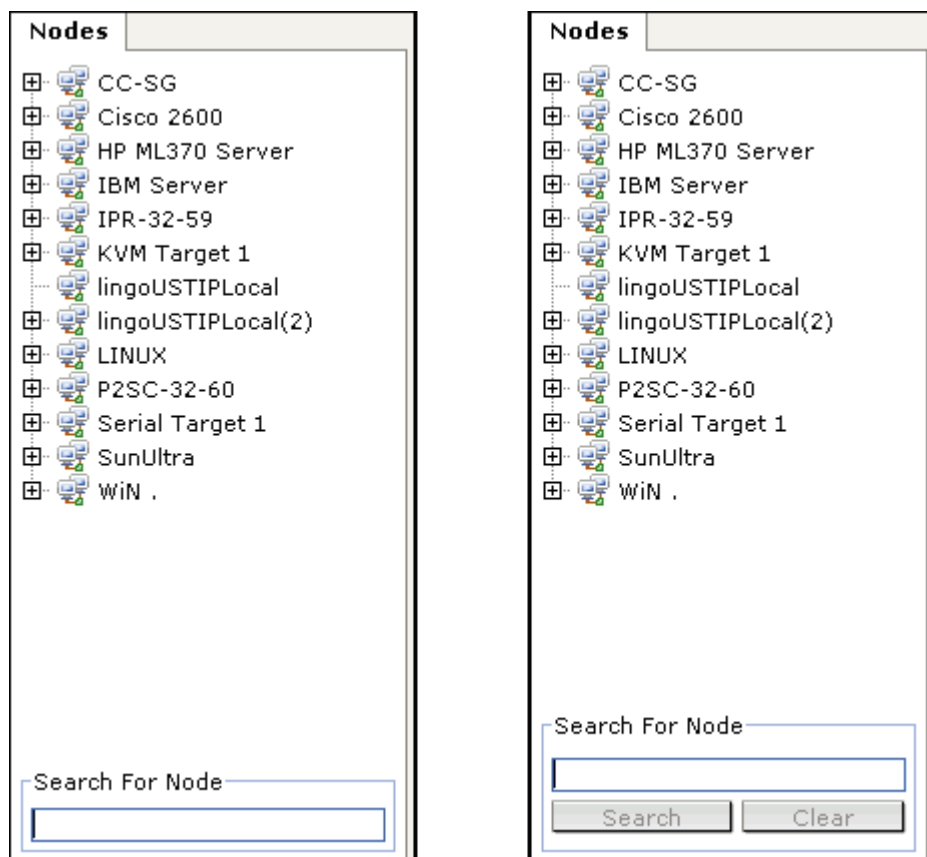 Nodes
CC-SG
Cisco 2600
HP ML370 Server
IBM Server
IPR-32-59
KVM Target 1
lingoUSTIPLocal
lingoUSTIPLocal(2)
LINUX
P2SC-32-60
Serial Target 1
SunUltra
WiN .
Search For Node
Nodes
CC-SG
Cisco 2600
HP ML370 Server
IBM Server
IPR-32-59
KVM Target 1
lingoUSTIPLocal
lingoUSTIPLocal(2)
LINUX
P2SC-32-60
Serial Target 1
SunUltra
WiN .
Search For Node
Search Clear